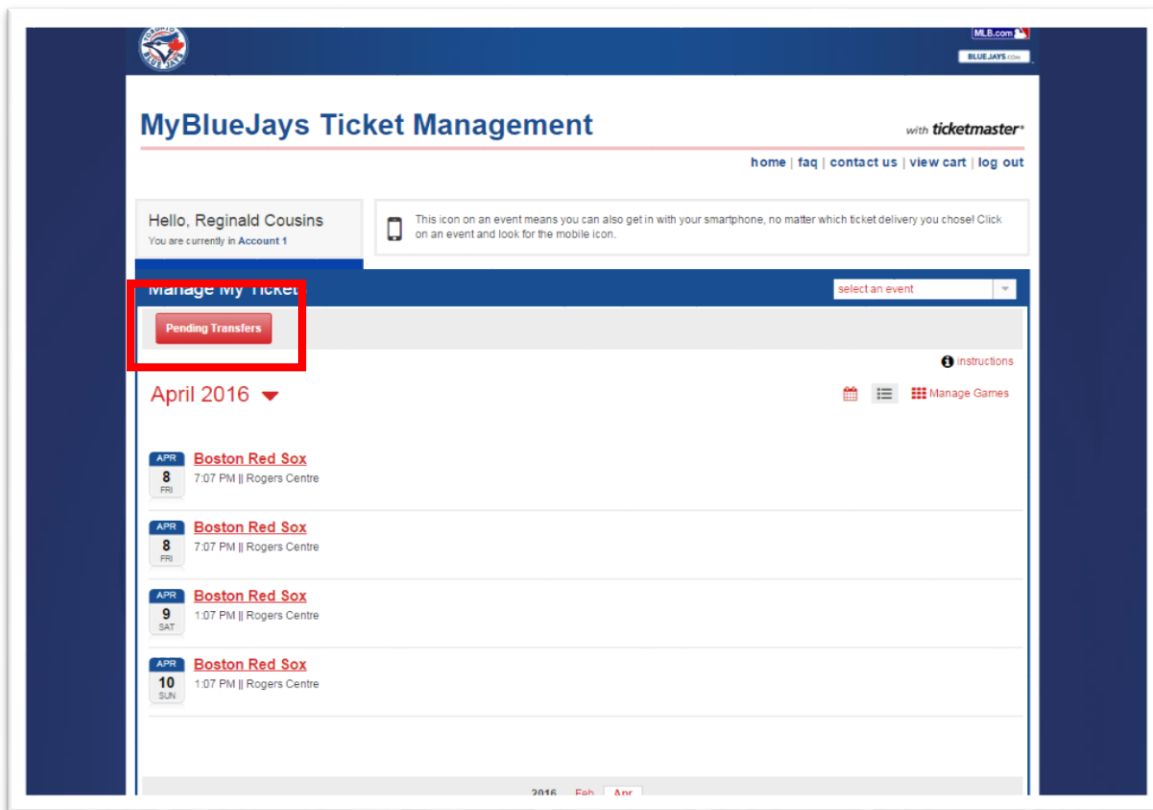 TORONTO
BLUE JAYS
MLB.com
BLUEJAYS.COM
MyBlueJays Ticket Management
with ticketmaster®
home | faq | contact us | view cart | log out
Hello, Reginald Cousins
You are currently in Account 1
This icon on an event means you can also get in with your smartphone, no matter which ticket delivery you chose! Click
on an event and look for the mobile icon.
Manage My Ticket
select an event
Pending Transfers
instructions
April 2016
Manage Games
APR
8
FRI
Boston Red Sox
7:07 PM || Rogers Centre
APR
8
FRI
Boston Red Sox
7:07 PM || Rogers Centre
APR
9
SAT
Boston Red Sox
1:07 PM || Rogers Centre
APR
10
SUN
Boston Red Sox
1:07 PM || Rogers Centre
2016 Feb Apr